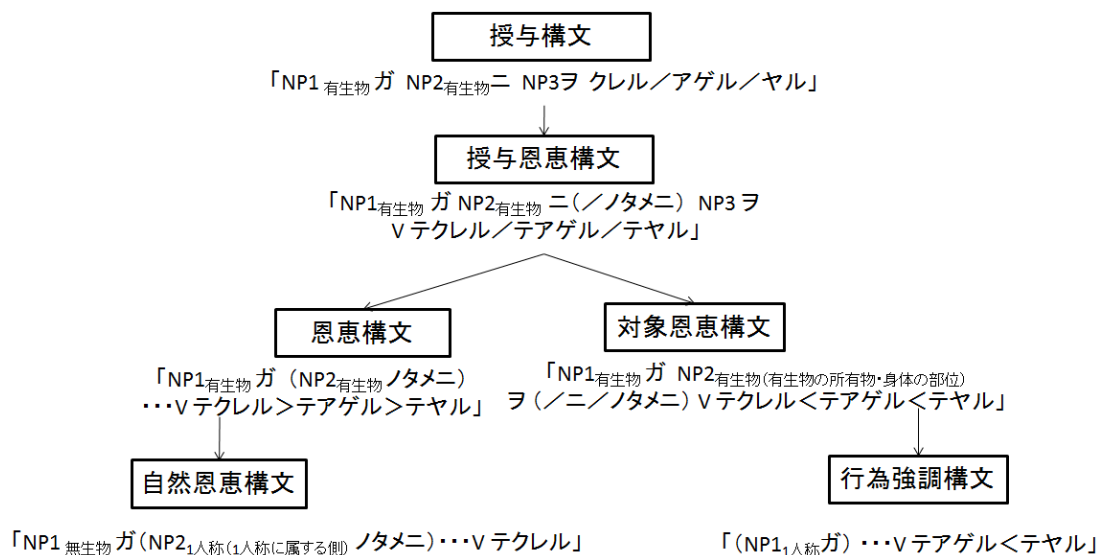 授与構文
「NP1有生物ガ NP2有生物ニ NP3ヲ クレル／アゲル／ヤル」
授与恩恵構文
「NP1有生物ガ NP2有生物 ニ（／ノタメニ） NP3ヲ
Vテクレル／テアゲル／テヤル」
恩恵構文
「NP1有生物ガ （NP2有生物ノタメニ）
・・・Vテクレル＞テアゲル＞テヤル」
対象恩恵構文
「NP1有生物ガ NP2有生物（有生物の所有物・身体の部位）
ヲ（／ニ／ノタメニ）Vテクレル＜テアゲル＜テヤル」
自然恩恵構文
「NP1無生物ガ（NP21人称（1人称に属する側）ノタメニ）・・・Vテクレル」
行為強調構文
「（NP11人称ガ）・・・Vテアゲル＜テヤル」